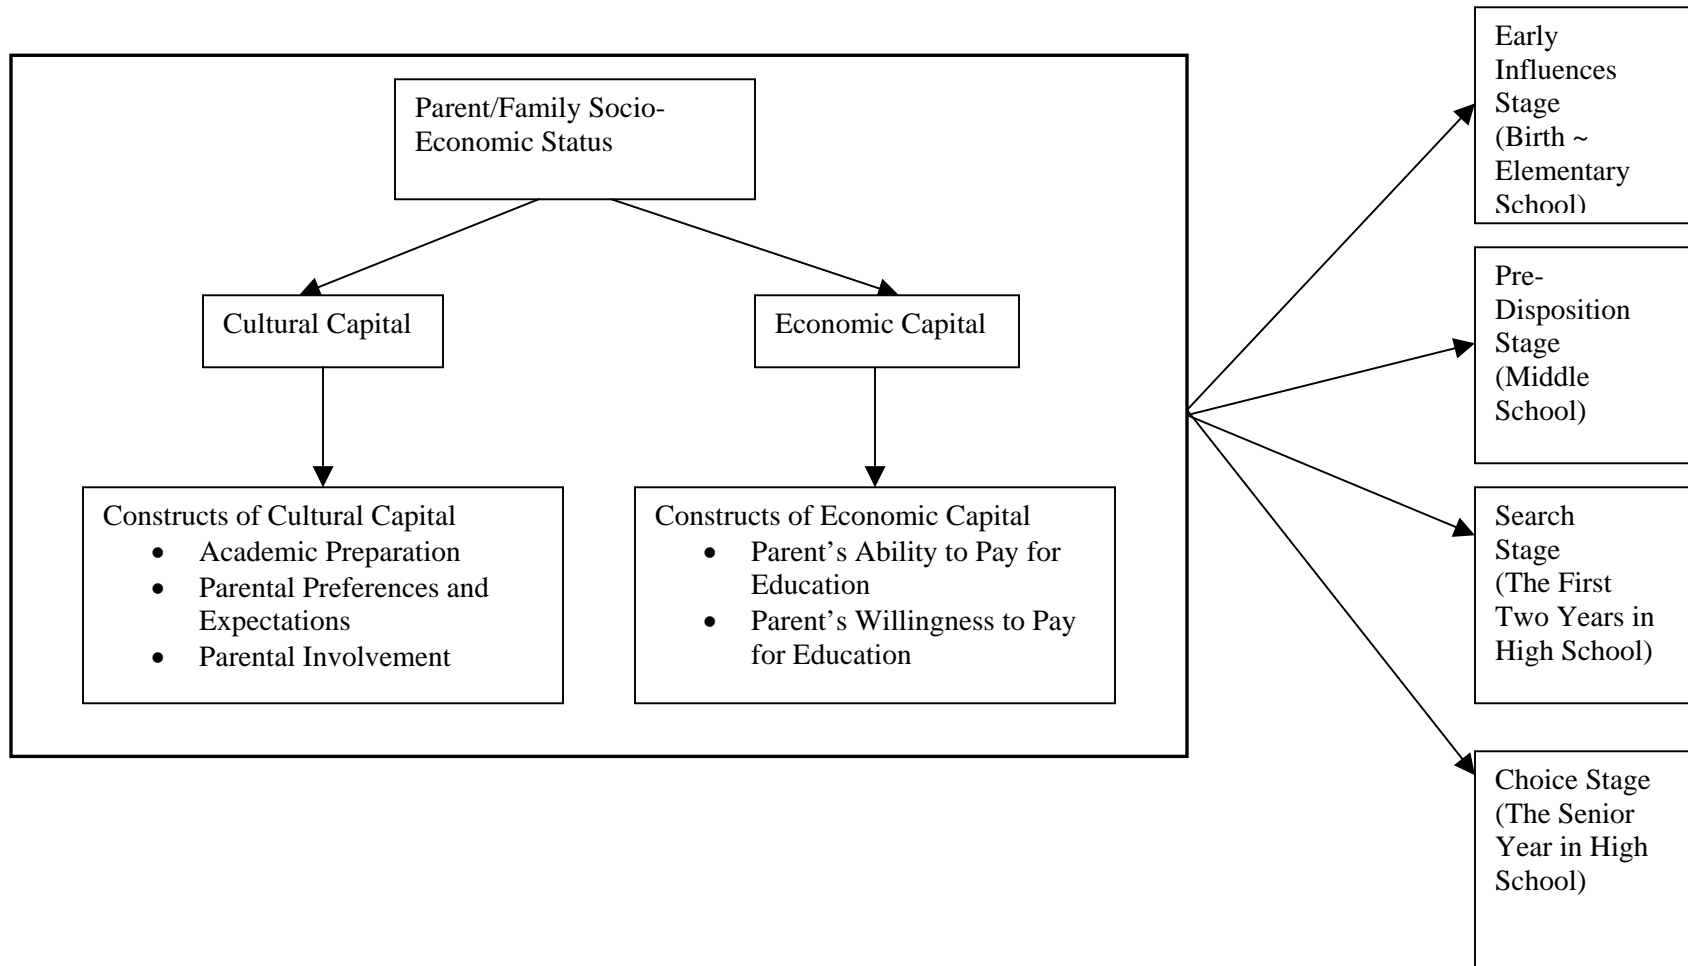 Parent/Family Socio-
Economic Status
Cultural Capital
Economic Capital
Constructs of Cultural Capital
• Academic Preparation
• Parental Preferences and
Expectations
• Parental Involvement
Constructs of Economic Capital
• Parent’s Ability to Pay for
Education
• Parent’s Willingness to Pay
for Education
Early
Influences
Stage
(Birth ~
Elementary
School)
Pre-
Disposition
Stage
(Middle
School)
Search
Stage
(The First
Two Years in
High School)
Choice Stage
(The Senior
Year in High
School)